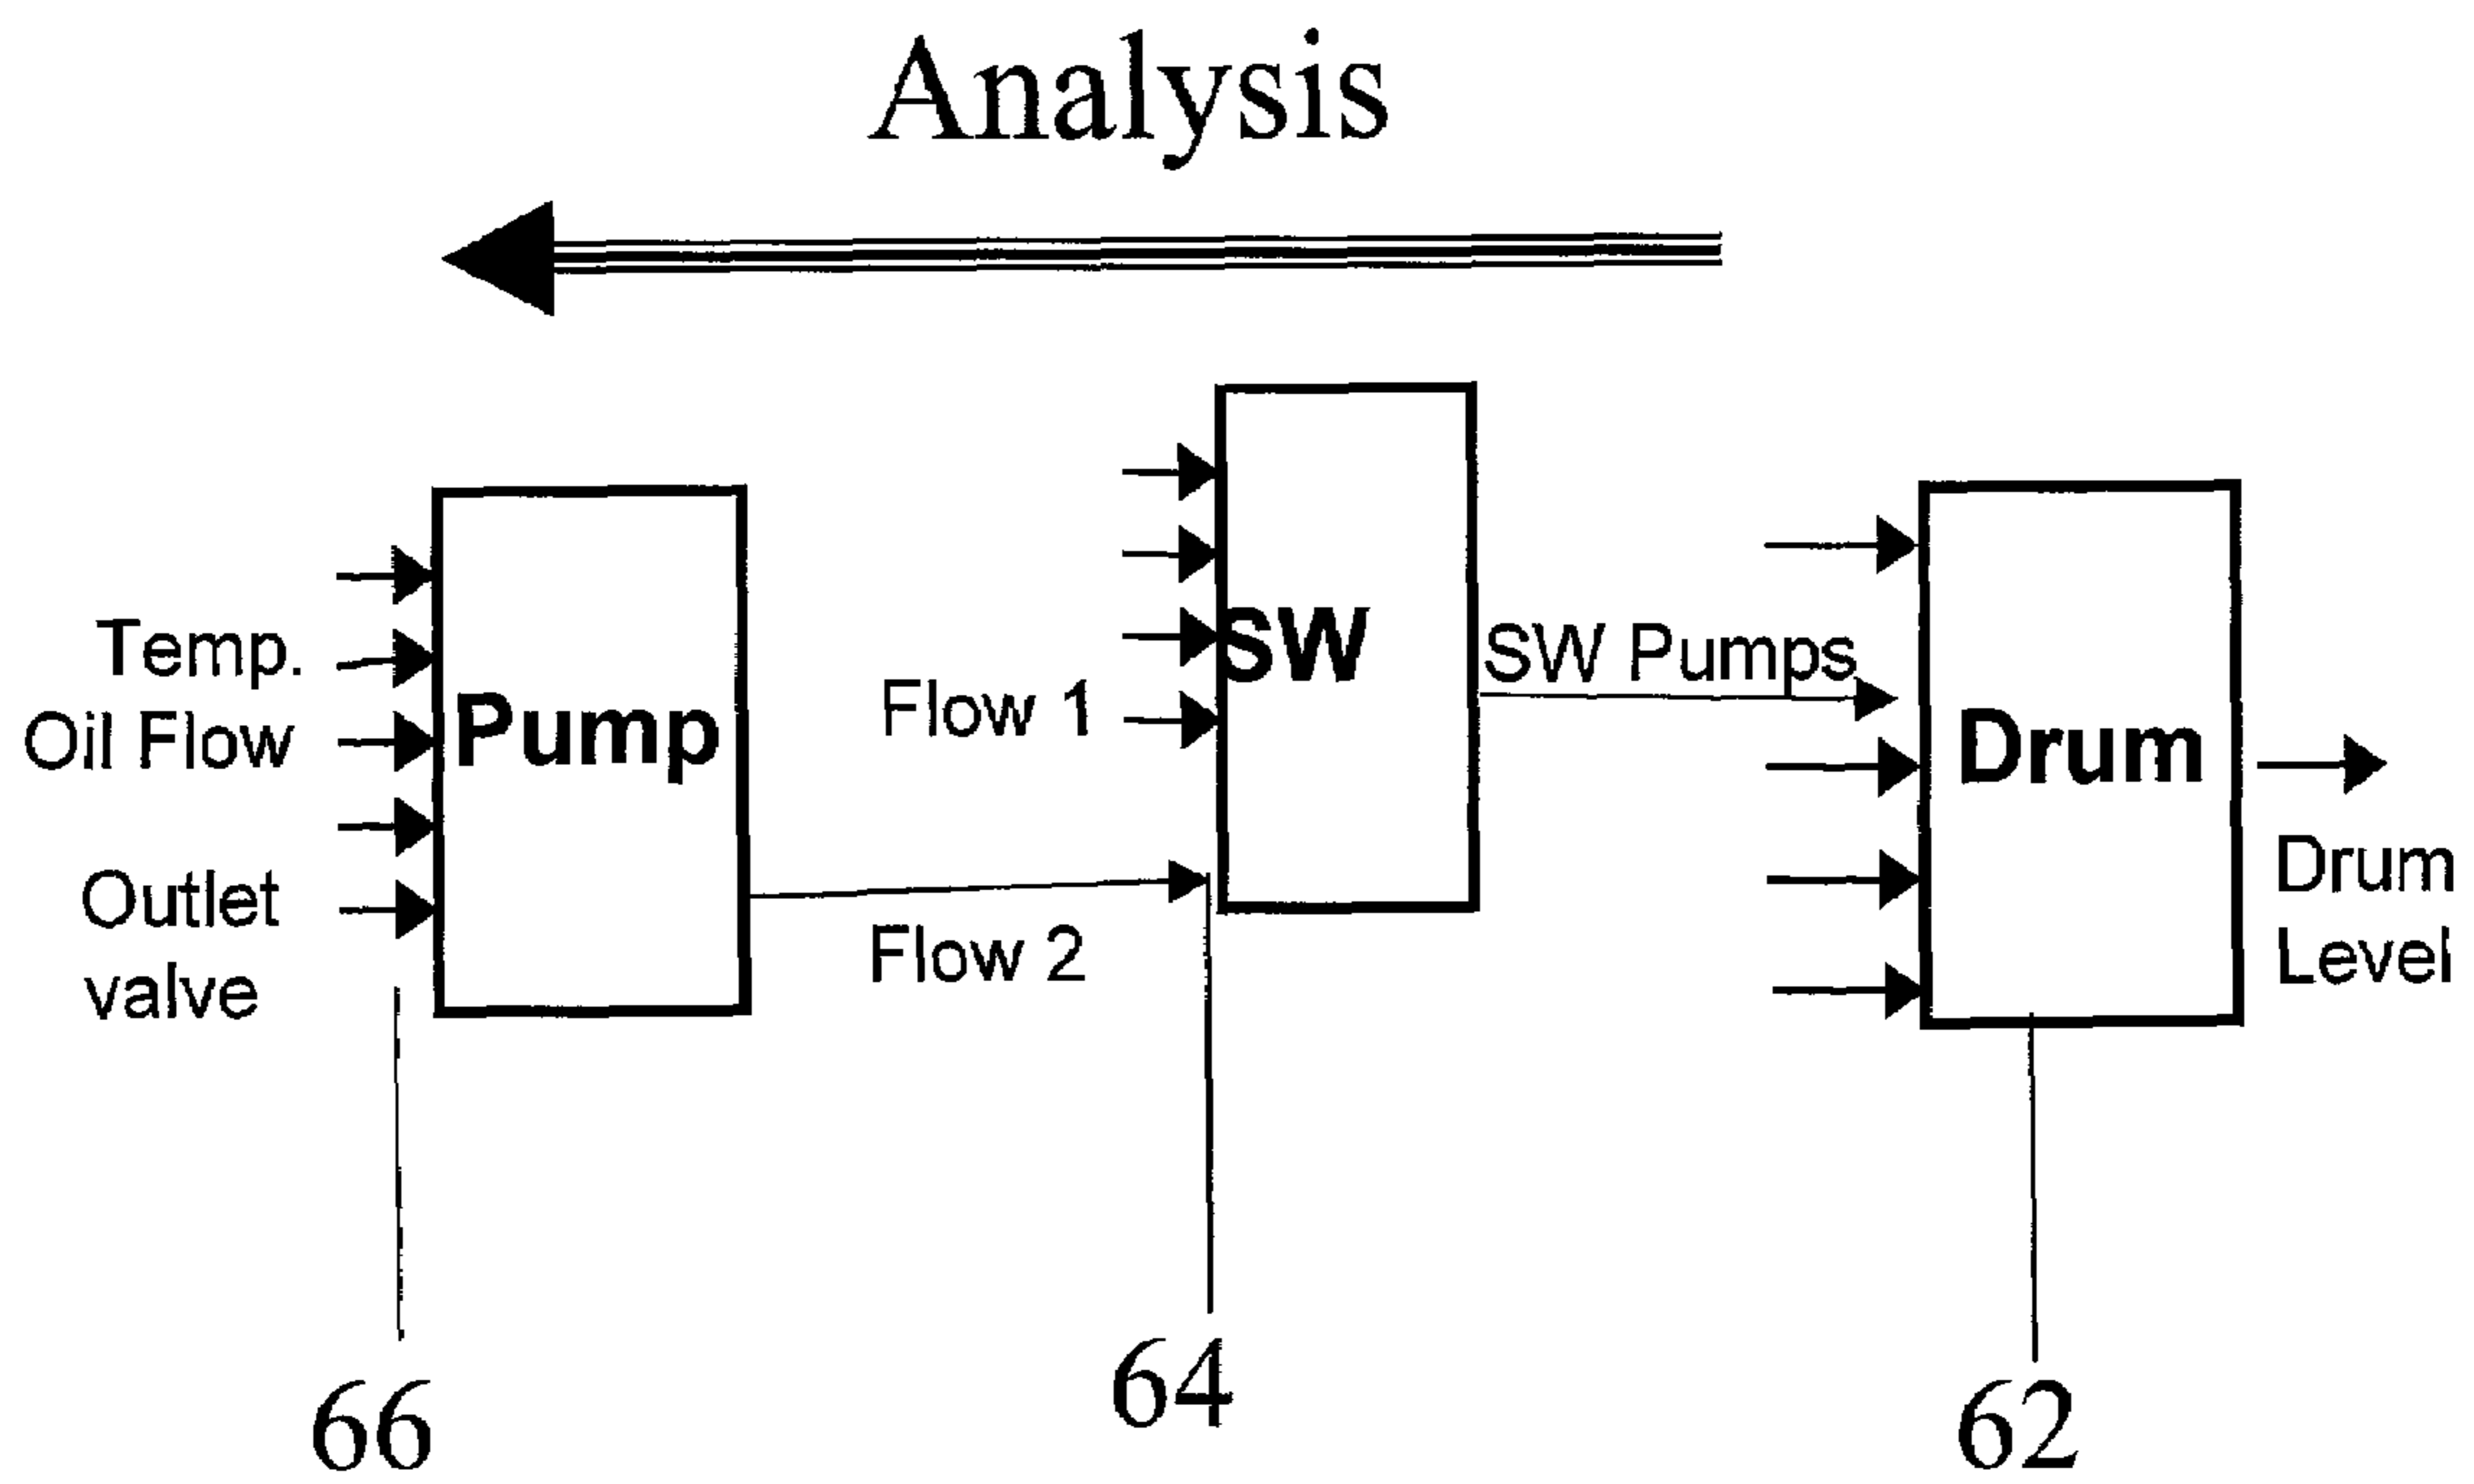 Analysis
Temp.
Oil Flow
Outlet
valve
Pump
Flow 1
Flow 2
SW
SW Pumps
Drum
Drum
Level
66
64
62